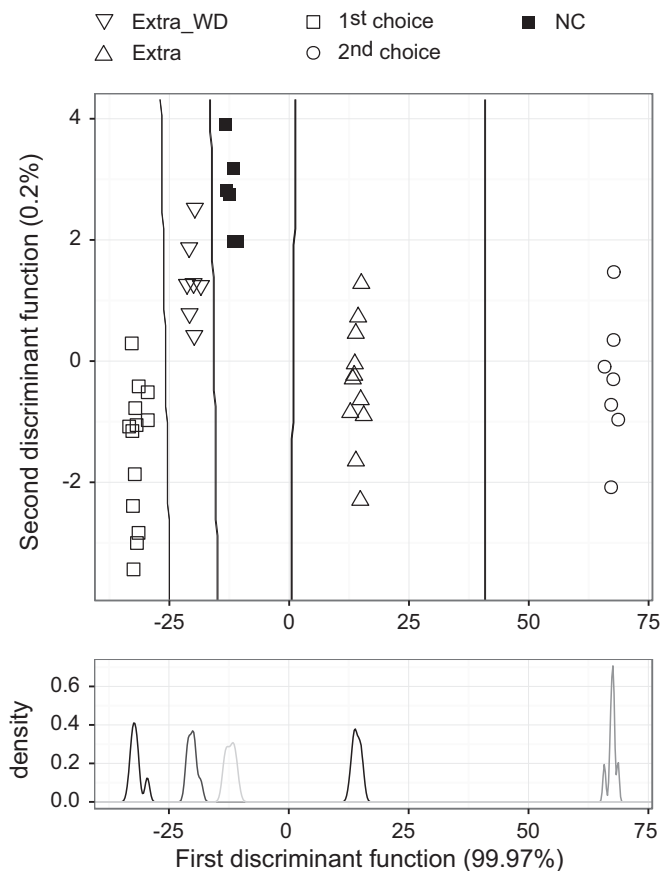 Extra_WD 1st choice NC
Extra 2nd choice
4
2
0
-2
Second discriminant function (0.2%)
-25 0 25 50 75
0.6
0.4
0.2
0.0
density
-25 0 25 50 75
First discriminant function (99.97%)